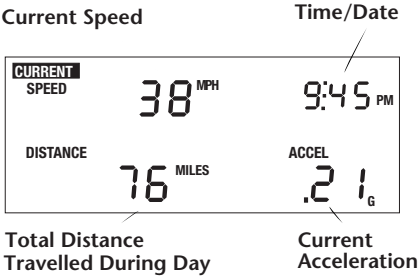 Current Speed
Time/Date
CURRENT
SPEED
38 MPH
9:45 PM
DISTANCE
76 MILES
ACCEL
.21 G
Total Distance
Travelled During Day
Current
Acceleration